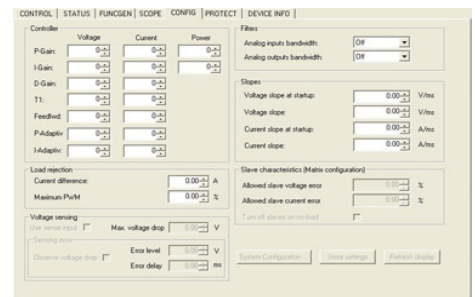 CONTROL | STATUS | FUNCGEN | SCOPE | CONFIG | PROTECT | DEVICE INFO
Controller
Voltage Current Power
P-Gain: 0 0 0
I-Gain: 0 0 0
D-Gain: 0 0
T1: 0 0
Feedfwd: 0 0
P-Adaptiv 0 0
I-Adaptiv: 0 0
Load rejection
Current difference: 0.00 A
Maximum PWM 0.00 %
Voltage sensing
Use sense input Max. voltage drop 0.00 V
Sensing error
Observe voltage drop Error level 0.00 V
Error delay 0.00 ms
Filters
Analog inputs bandwidth: Off
Analog outputs bandwidth: Off
Slopes
Voltage slope at startup: 0.00 V/ms
Voltage slope: 0.00 V/ms
Current slope at startup: 0.00 A/ms
Current slope: 0.00 A/ms
Slave characteristics (Matrix configuration)
Allowed slave voltage error 0.00 %
Allowed slave current error 0.00 %
Turn off slaves on no-load
System Configuration... Store settings Refresh display